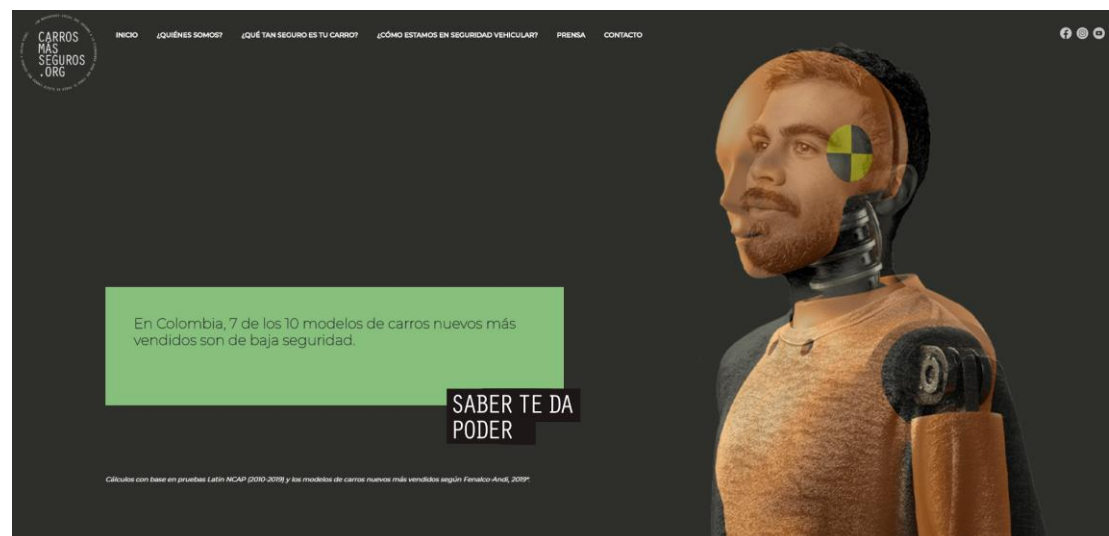 CARROS
MÁS
SEGUROS
.ORG
INICIO
¿QUIÉNES SOMOS?
¿QUÉ TAN SEGURO ES TU CARRO?
¿CÓMO ESTAMOS EN SEGURIDAD VEHICULAR?
PRENSA
CONTACTO
En Colombia, 7 de los 10 modelos de carros nuevos más
vendidos son de baja seguridad.
SABER TE DA
PODER
Cálculos con base en pruebas Latin NCAP (2010-2019) y los modelos de carros nuevos más vendidos según Fenalco-Andi, 2019*.